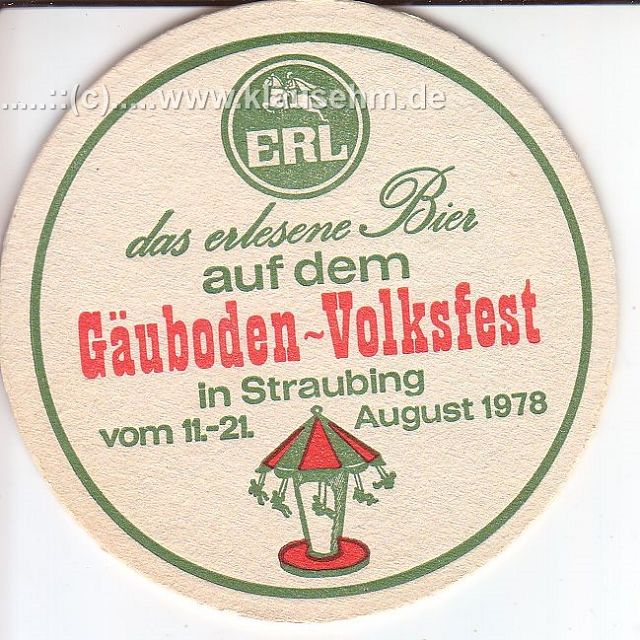 ......::(c).....www.klausehm.de
ERL
das erlesene Bier
auf dem
Gäuboden~Volksfest
in Straubing
vom 11.-21. August 1978